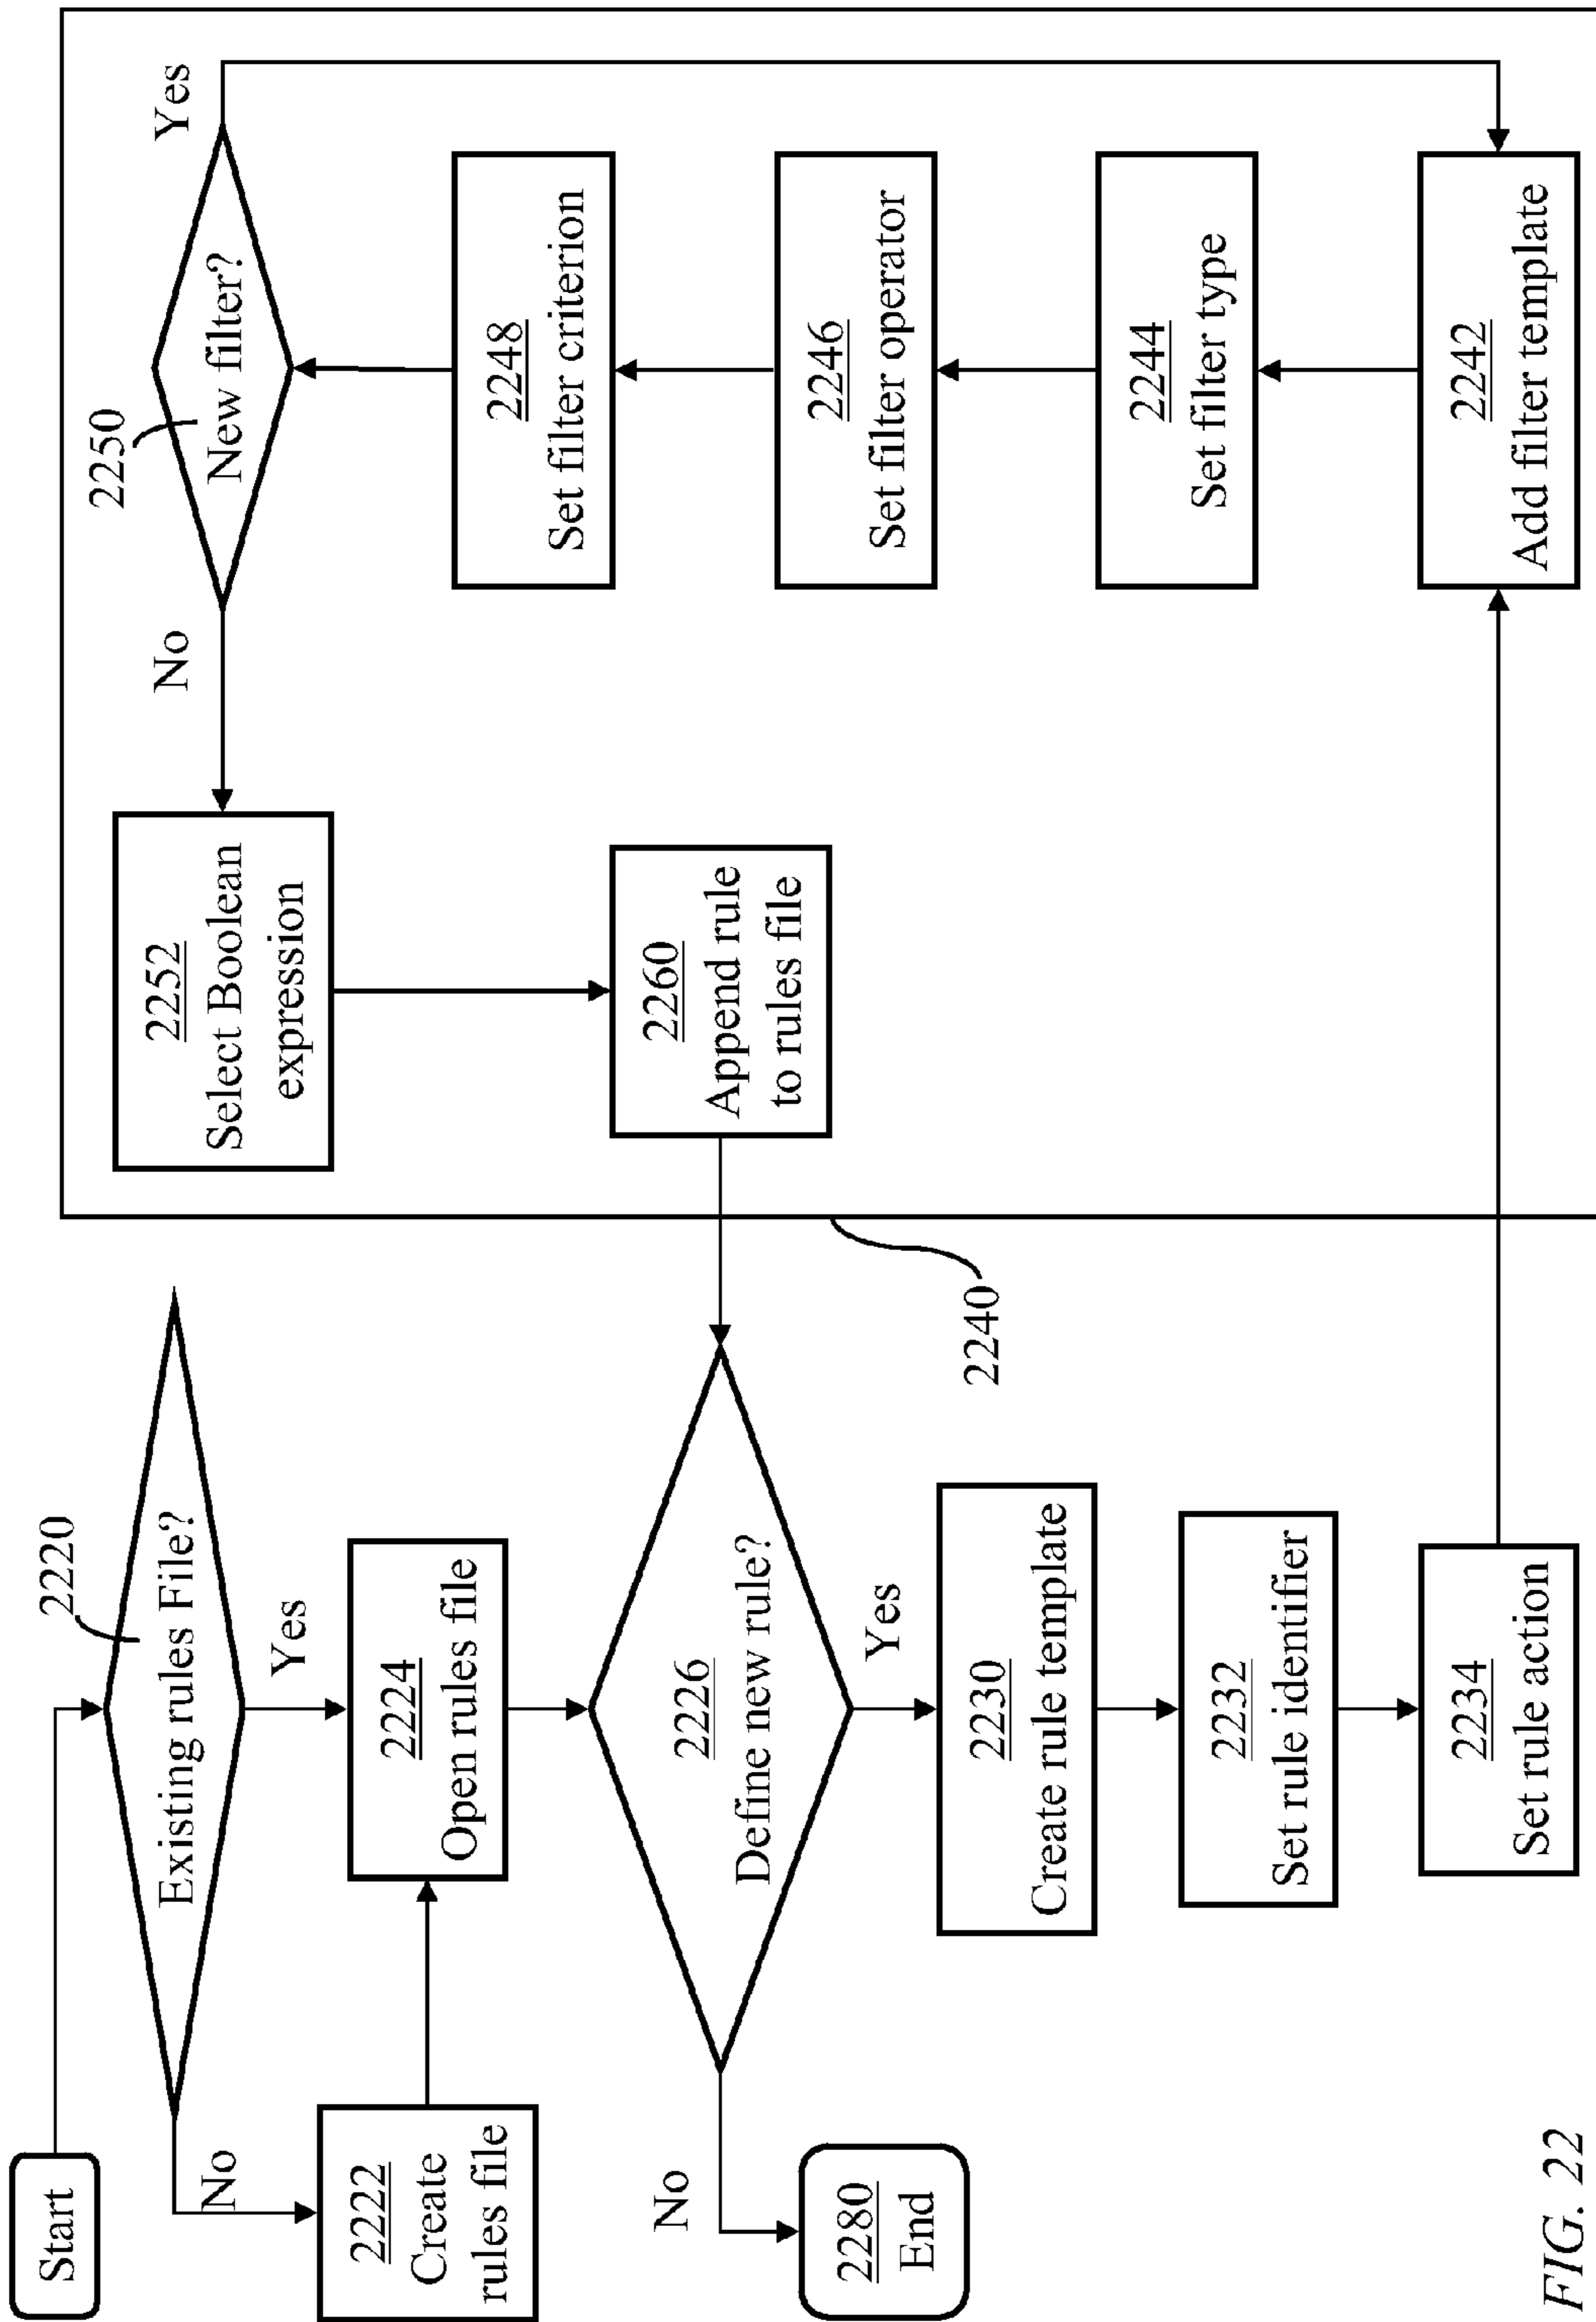 Start
2220
Existing rules File?
No
Yes
2222
Create
rules file
2224
Open rules file
2226
Define new rule?
No
Yes
2280
End
2230
Create rule template
2232
Set rule identifier
2234
Set rule action
2240
2250
New filter?
No
Yes
2252
Select Boolean
expression
2260
Append rule
to rules file
2248
Set filter criterion
2246
Set filter operator
2244
Set filter type
2242
Add filter template
FIG. 22